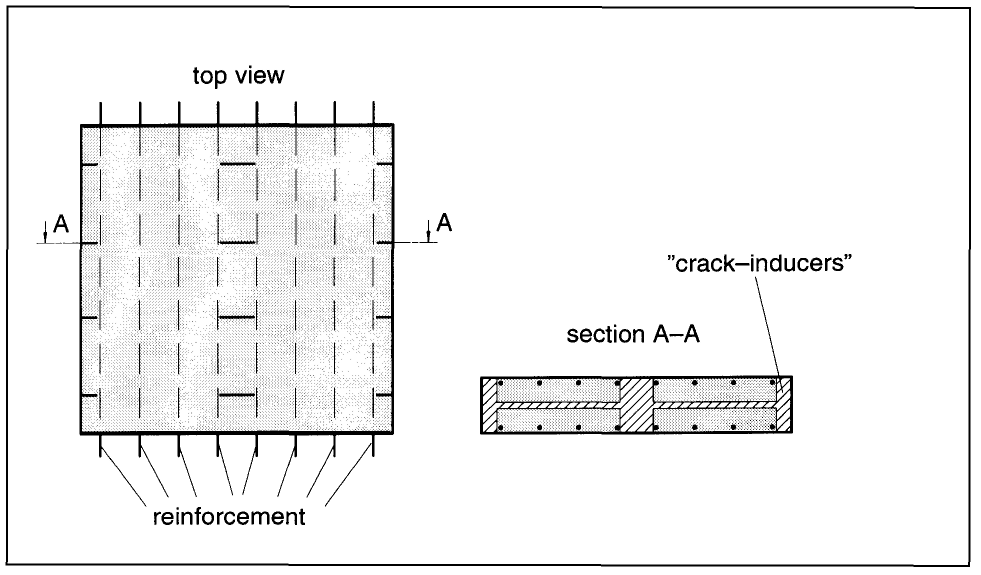 top view
A
A
"crack–inducers"
section A–A
reinforcement